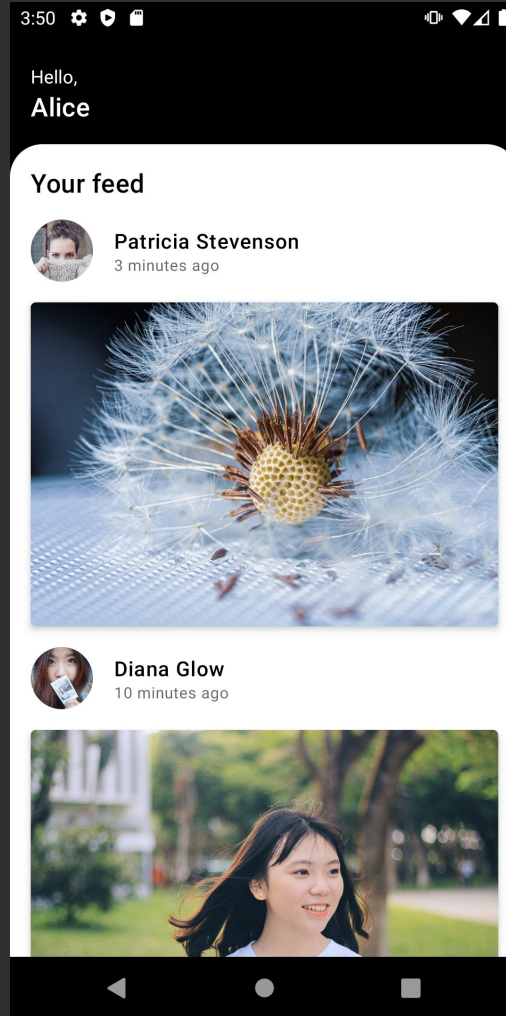 3:50
Hello,
Alice
Your feed
Patricia Stevenson
3 minutes ago
Diana Glow
10 minutes ago